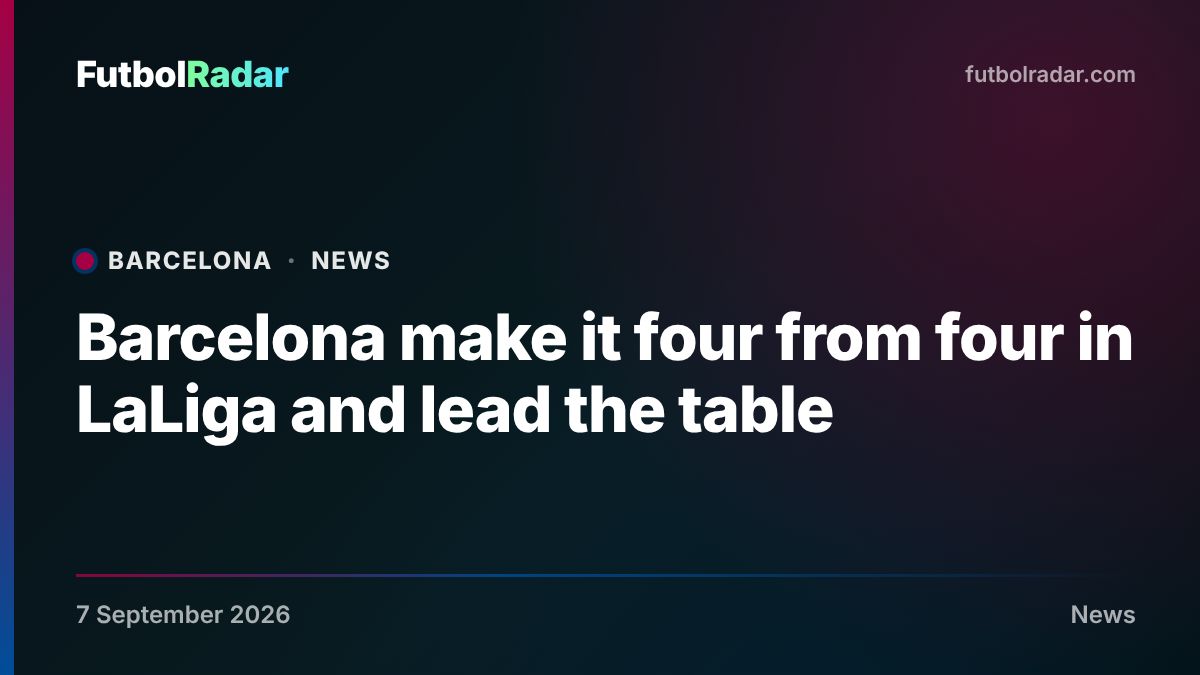 FutbolRadar
futbolradar.com
BARCELONA · NEWS
Barcelona make it four from four in
LaLiga and lead the table
7 September 2026
News